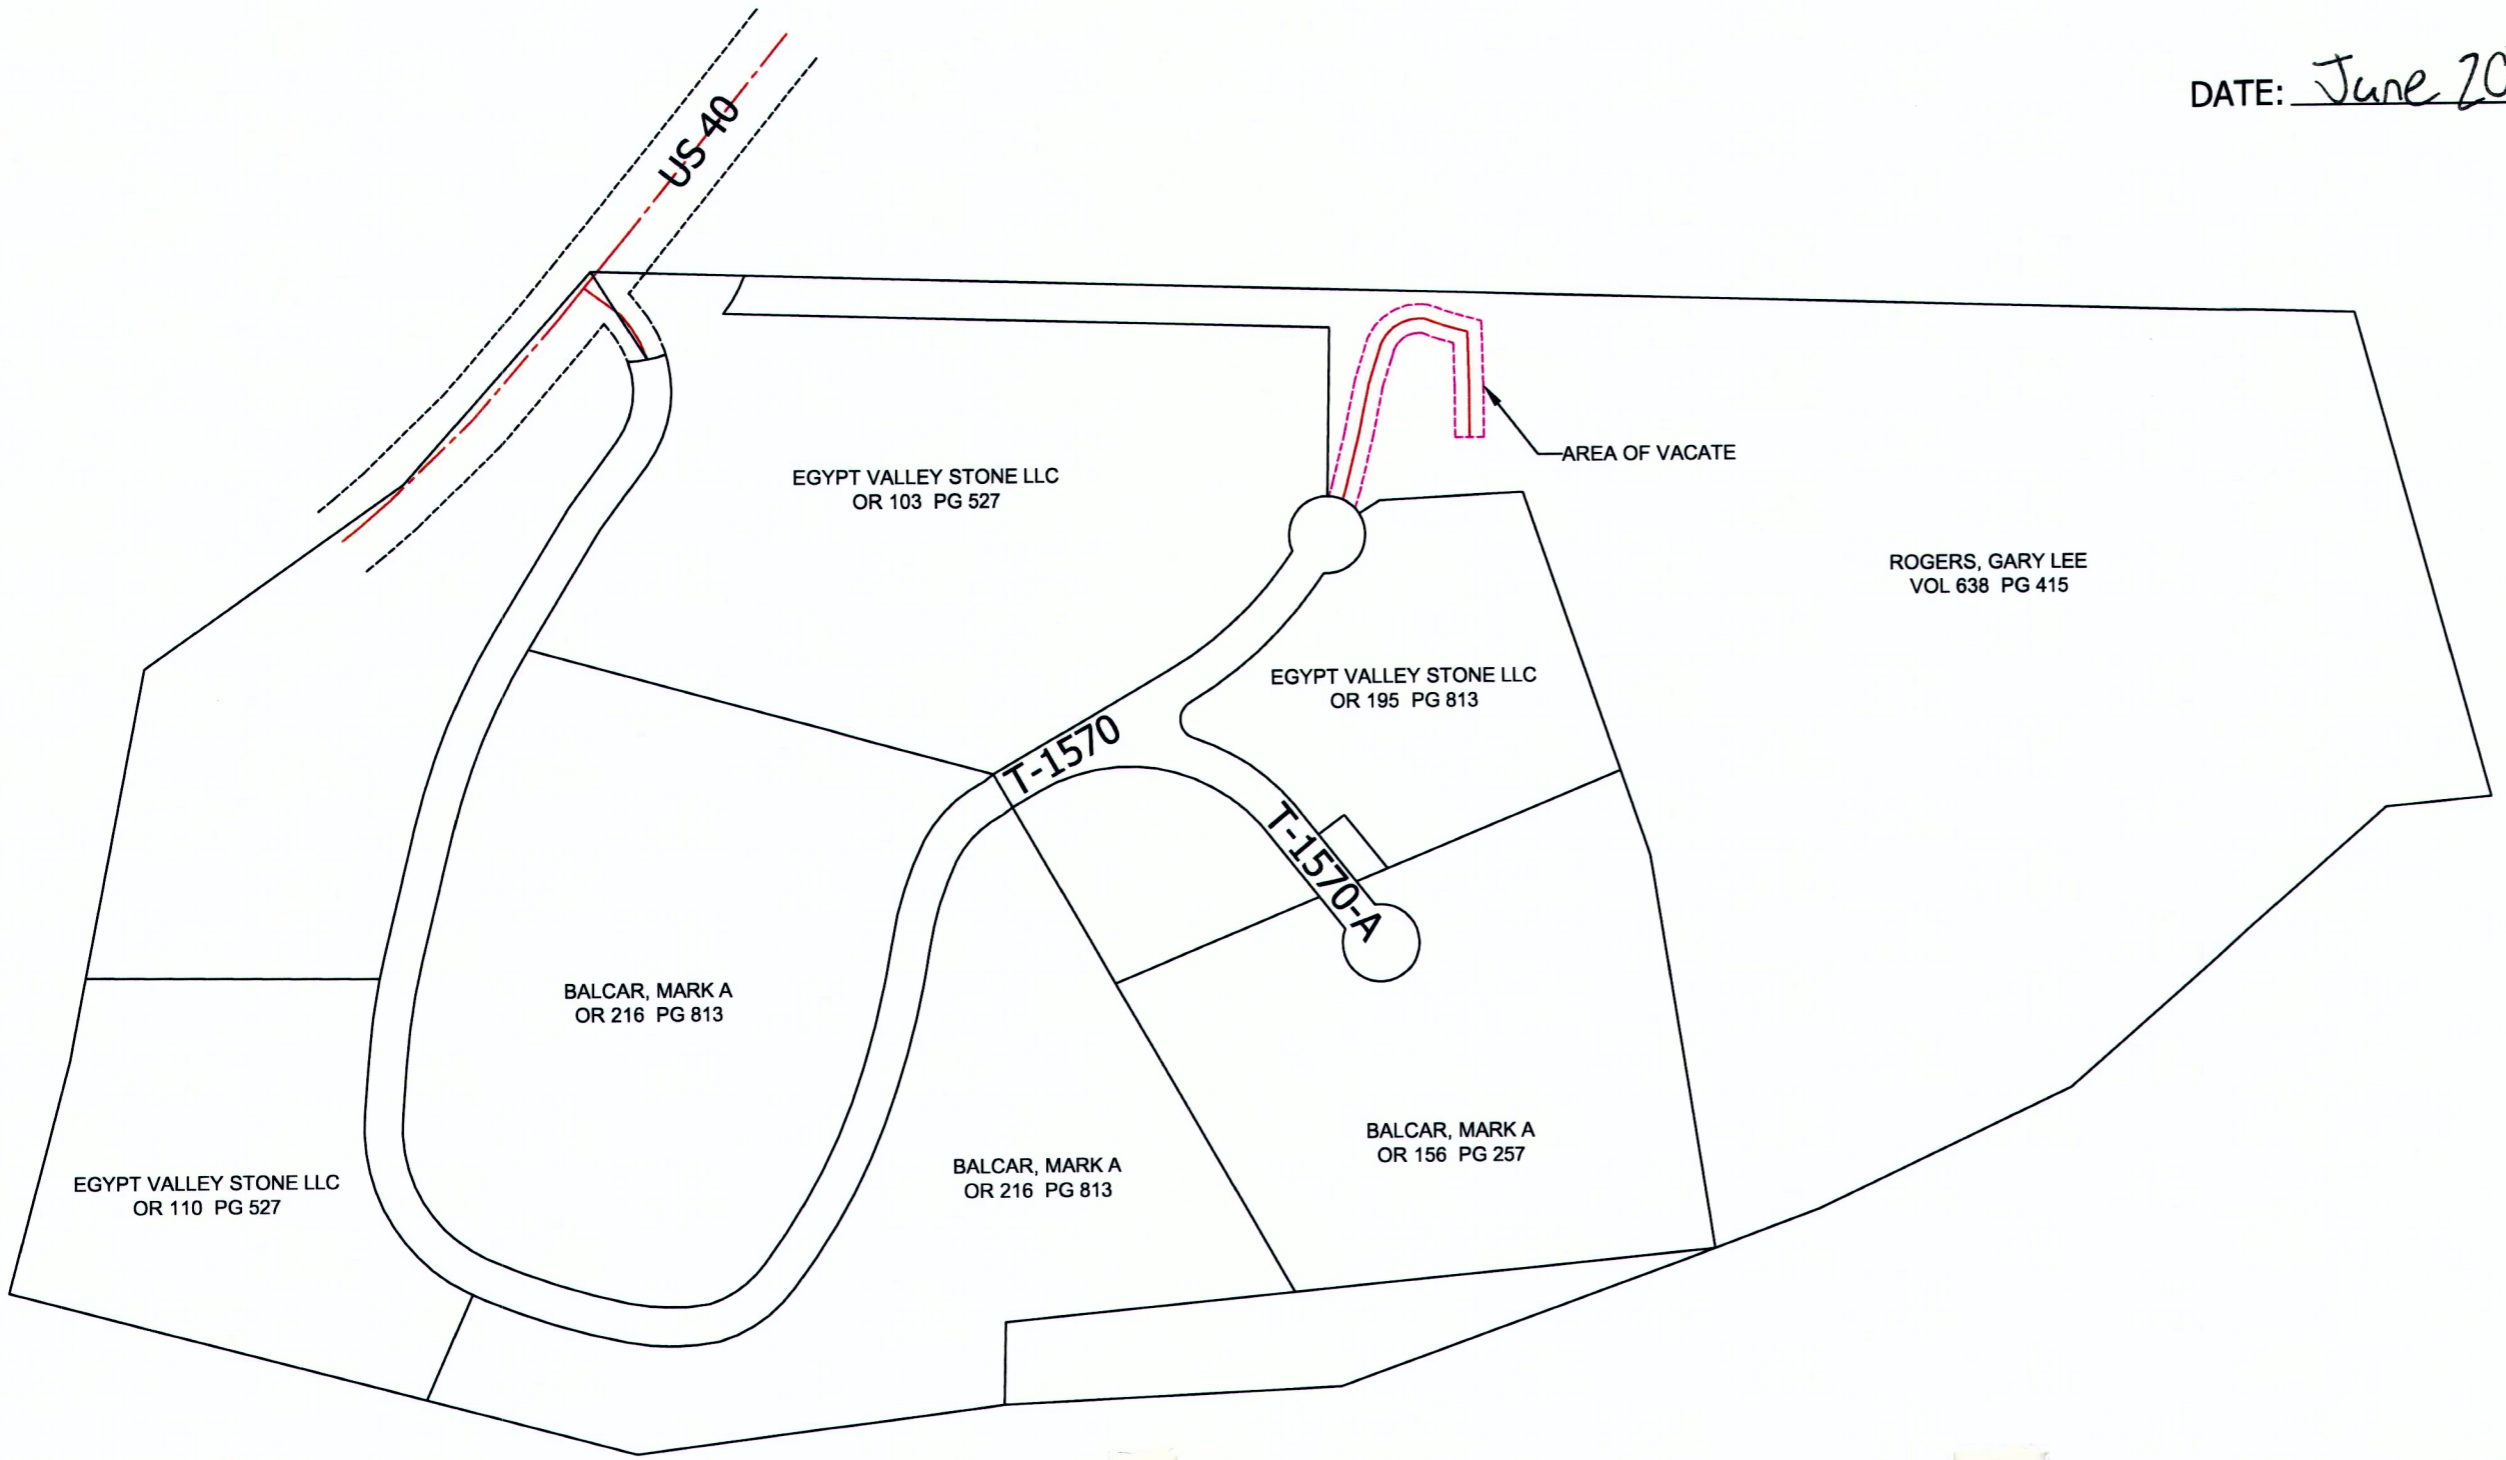 DATE: June 20
US 40
EGYPT VALLEY STONE LLC
OR 103 PG 527
AREA OF VACATE
ROGERS, GARY LEE
VOL 638 PG 415
EGYPT VALLEY STONE LLC
OR 195 PG 813
T-1570
T-1570-A
BALCAR, MARK A
OR 216 PG 813
BALCAR, MARK A
OR 156 PG 257
BALCAR, MARK A
OR 216 PG 813
EGYPT VALLEY STONE LLC
OR 110 PG 527